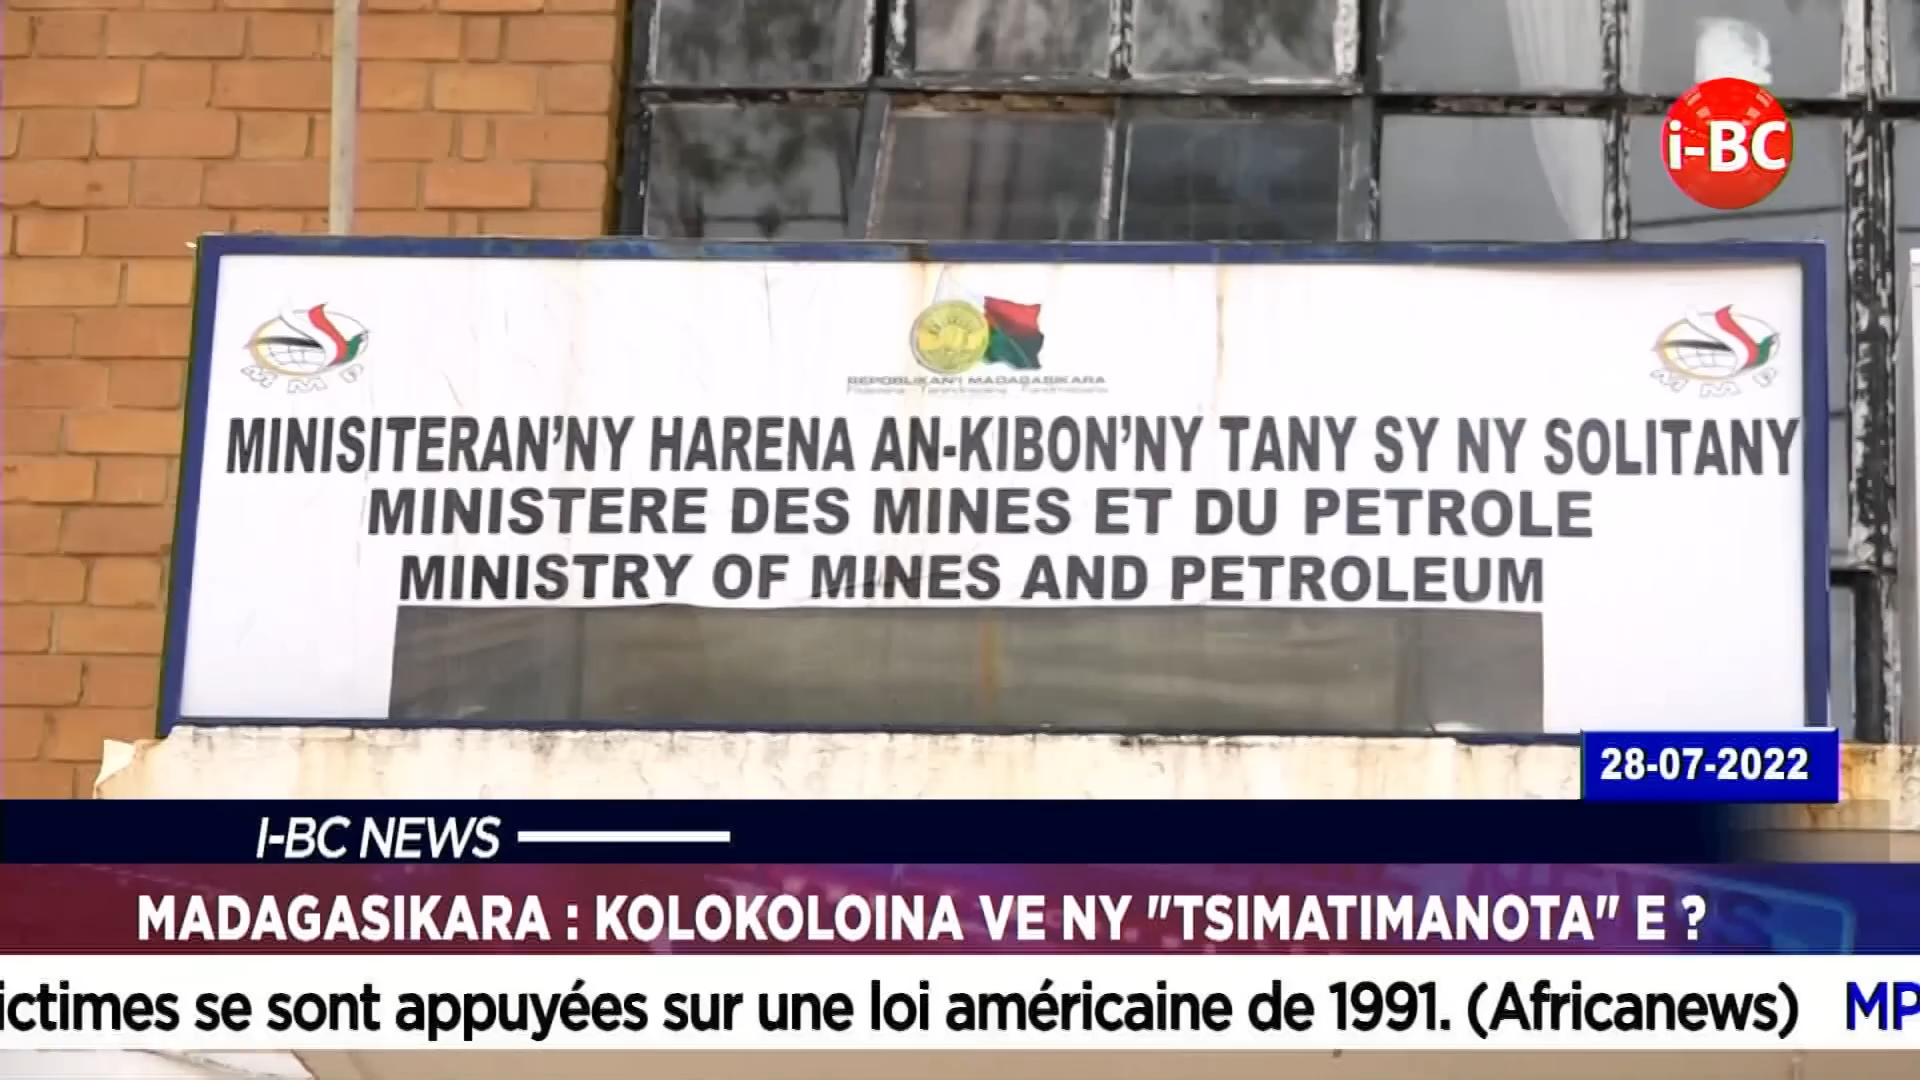 i-BC
MMP
MMP
REPOBLIKAN'I MADAGASIKARA
MINISITERAN'NY HARENA AN-KIBON'NY TANY SY NY SOLITANY
MINISTERE DES MINES ET DU PETROLE
MINISTRY OF MINES AND PETROLEUM
28-07-2022
I-BC NEWS
MADAGASIKARA : KOLOKOLOINA VE NY "TSIMATIMANOTA" E ?
ictimes se sont appuyées sur une loi américaine de 1991. (Africanews) MP